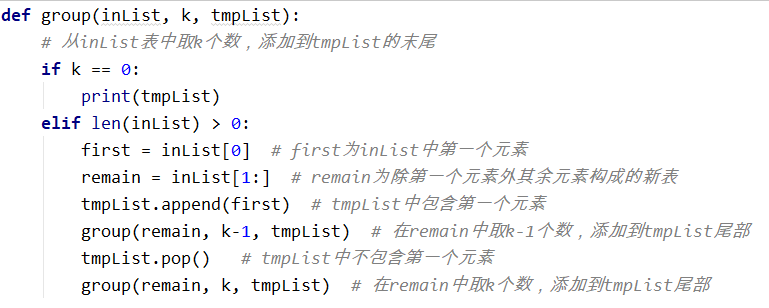 def group(inList, k, tmpList):
    # 从inList表中取k个数，添加到tmpList的末尾
    if k == 0:
        print(tmpList)
    elif len(inList) > 0:
        first = inList[0]  # first为inList中第一个元素
        remain = inList[1:]  # remain为除第一个元素外其余元素构成的新表
        tmpList.append(first)  # tmpList中包含第一个元素
        group(remain, k-1, tmpList)  # 在remain中取k-1个数，添加到tmpList尾部
        tmpList.pop()   # tmpList中不包含第一个元素
        group(remain, k, tmpList)  # 在remain中取k个数，添加到tmpList尾部